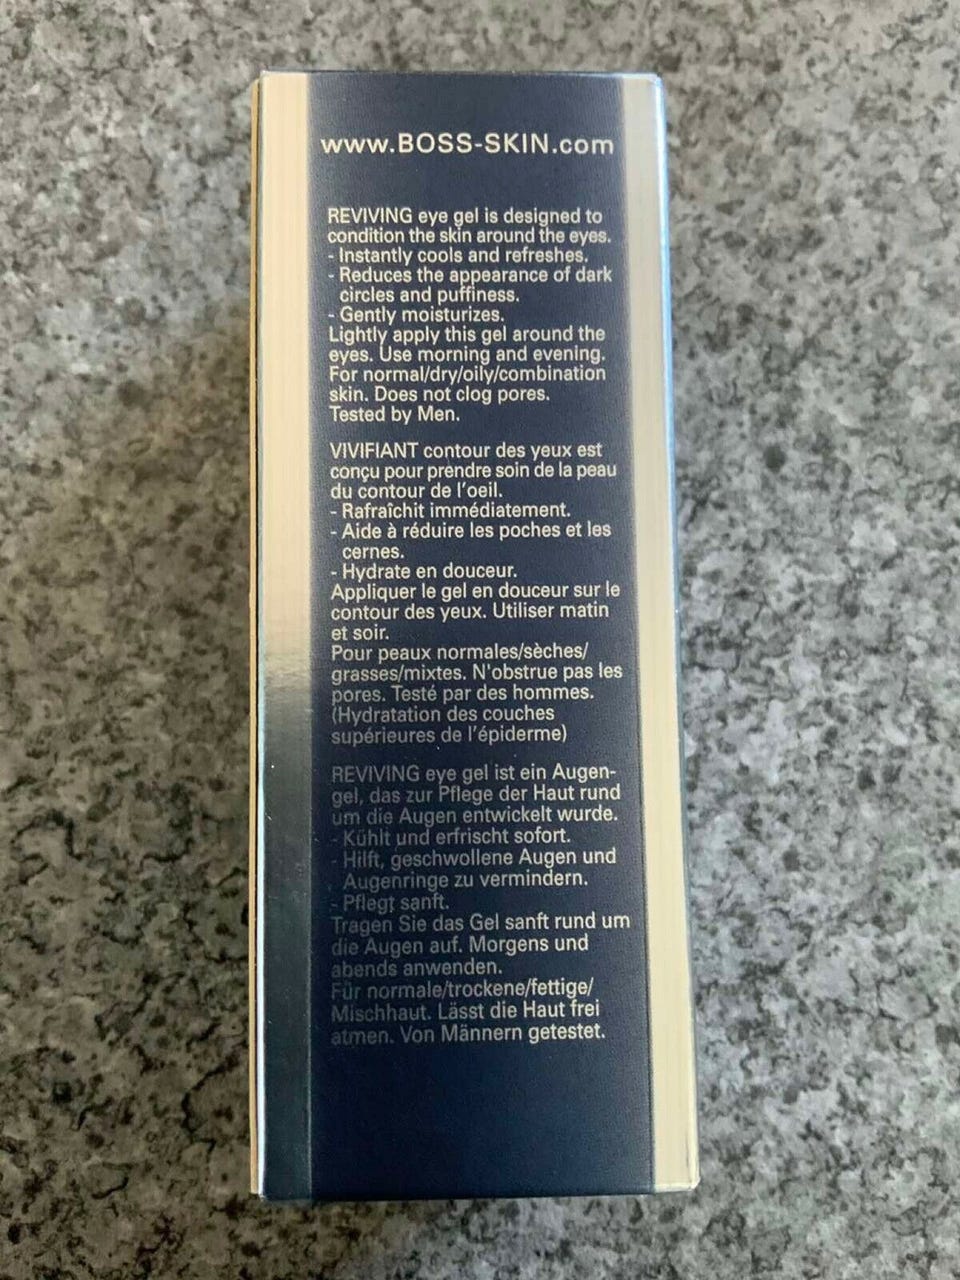 www.BOSS-SKIN.com
REVIVING eye gel is designed to
condition the skin around the eyes.
- Instantly cools and refreshes.
- Reduces the appearance of dark
circles and puffiness.
- Gently moisturizes.
Lightly apply this gel around the
eyes. Use morning and evening.
For normal/dry/oily/combination
skin. Does not clog pores.
Tested by Men.
VIVIFIANT contour des yeux est
conçu pour prendre soin de la peau
du contour de l'oeil.
- Rafraîchit immédiatement.
- Aide à réduire les poches et les
cernes.
- Hydrate en douceur.
Appliquer le gel en douceur sur le
contour des yeux. Utiliser matin
et soir.
Pour peaux normales/sèches/
grasses/mixtes. N'obstrue pas les
pores. Testé par des hommes.
(Hydratation des couches
supérieures de l'épiderme)
REVIVING eye gel ist ein Augen-
gel, das zur Pflege der Haut rund
um die Augen entwickelt wurde.
- Kühlt und erfrischt sofort.
- Hilft, geschwollene Augen und
Augenringe zu vermindern.
- Pflegt sanft.
Tragen Sie das Gel sanft rund um
die Augen auf. Morgens und
abends anwenden.
Für normale/trockene/fettige/
Mischhaut. Lässt die Haut frei
atmen. Von Männern getestet.